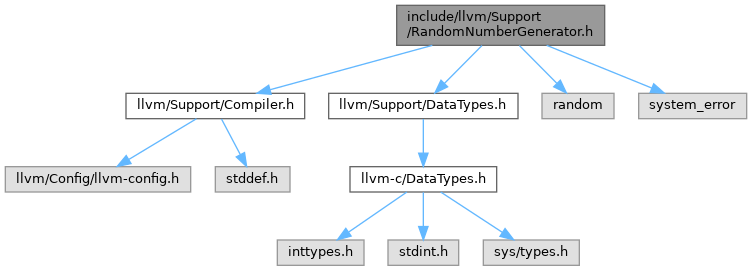 include/llvm/Support
/RandomNumberGenerator.h
llvm/Support/Compiler.h
llvm/Support/DataTypes.h
random
system_error
llvm/Config/llvm-config.h
stddef.h
llvm-c/DataTypes.h
inttypes.h
stdint.h
sys/types.h